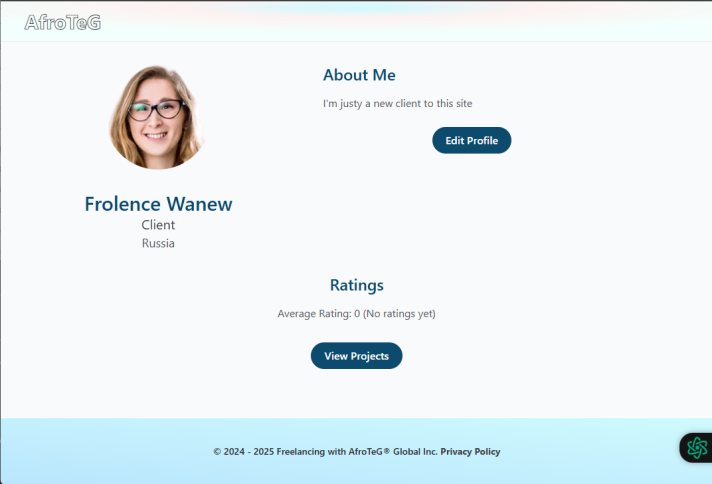 AfroTeG
About Me
I'm justy a new client to this site
Edit Profile
Frolence Wanew
Client
Russia
Ratings
Average Rating: 0 (No ratings yet)
View Projects
© 2024 - 2025 Freelancing with AfroTeG® Global Inc. Privacy Policy